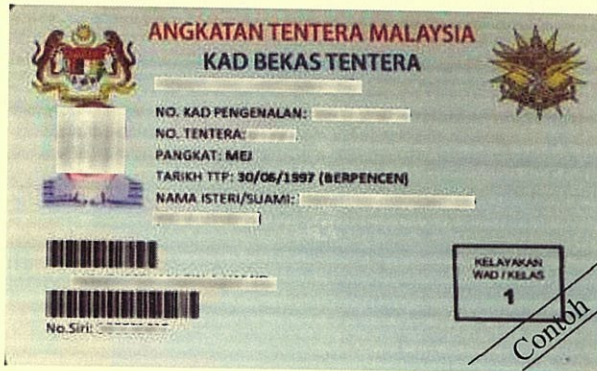 ANGKATAN TENTERA MALAYSIA
KAD BEKAS TENTERA
NO. KAD PENGENALAN:
NO. TENTERA:
PANGKAT: MEJ
TARIKH TTP: 30/06/1997 (BERPENCEN)
NAMA ISTERI/SUAMI:
KELAYAKAN
WAD / KELAS
1
No.Siri:
Contoh